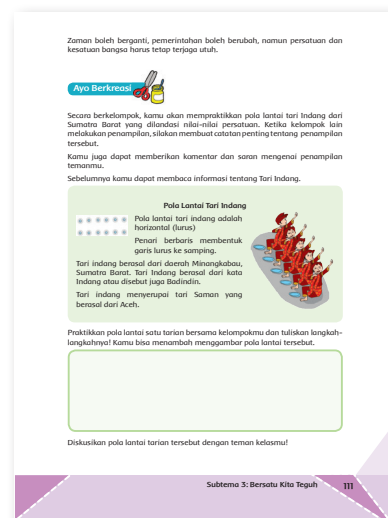 Zaman boleh berganti, pemerintahan boleh berubah, namun persatuan dan
kesatuan bangsa harus tetap terjaga utuh.
Ayo Berkreasi
Secara berkelompok, kamu akan mempraktikkan pola lantai tari Indang dari
Sumatra Barat yang dilandasi nilai-nilai persatuan. Ketika kelompok lain
melakukan penampilan, silakan membuat catatan penting tentang penampilan
tersebut.
Kamu juga dapat memberikan komentar dan saran mengenai penampilan
temanmu.
Sebelumnya kamu dapat membaca informasi tentang Tari Indang.
Pola Lantai Tari Indang
Pola lantai tari indang adalah
horizontal (lurus)
Penari berbaris membentuk
garis lurus ke samping.
Tari indang berasal dari daerah Minangkabau,
Sumatra Barat. Tari Indang berasal dari kata
Indang atau disebut juga Badindin.
Tari indang menyerupai tari Saman yang
berasal dari Aceh.
Praktikkan pola lantai satu tarian bersama kelompokmu dan tuliskan langkah-
langkahnya! Kamu bisa menambah menggambar pola lantai tersebut.
Diskusikan pola lantai tarian tersebut dengan teman kelasmu!
Subtema 3: Bersatu Kita Teguh 111